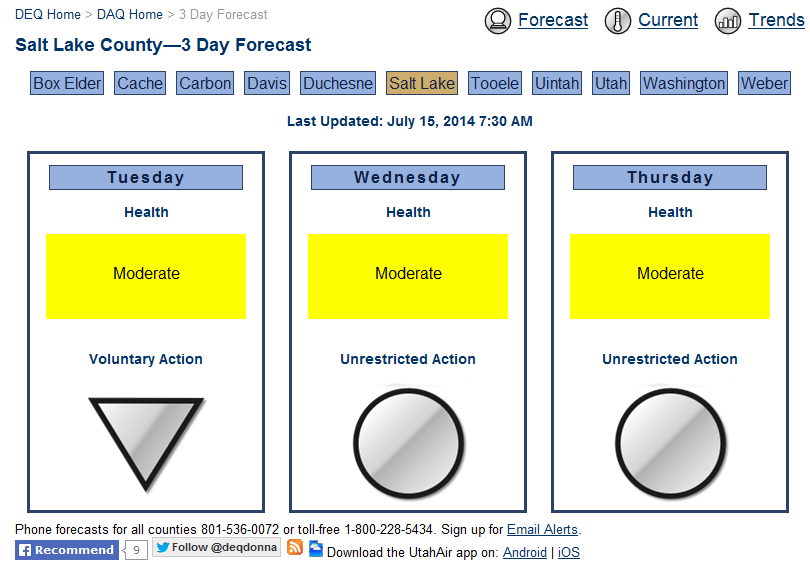 DEQ Home > DAQ Home > 3 Day Forecast
Forecast Current Trends
Salt Lake County—3 Day Forecast
Box Elder Cache Carbon Davis Duchesne Salt Lake Tooele Uintah Utah Washington Weber
Last Updated: July 15, 2014 7:30 AM
Tuesday Wednesday Thursday
Health Health Health
Moderate Moderate Moderate
Voluntary Action Unrestricted Action Unrestricted Action
Phone forecasts for all counties 801-536-0072 or toll-free 1-800-228-5434. Sign up for Email Alerts.
Recommend 9 Follow @deqdonna Download the UtahAir app on: Android | iOS